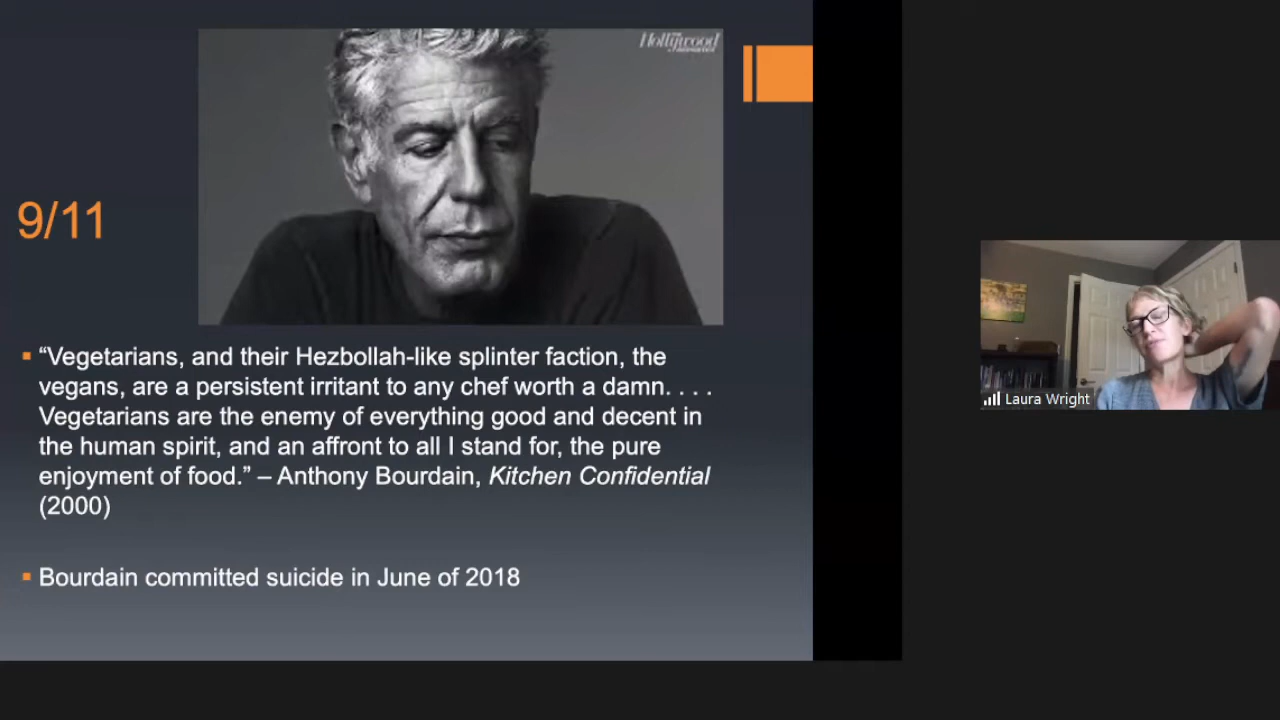 Hollywood
9/11
▪ “Vegetarians, and their Hezbollah-like splinter faction, the
vegans, are a persistent irritant to any chef worth a damn. . . .
Vegetarians are the enemy of everything good and decent in
the human spirit, and an affront to all I stand for, the pure
enjoyment of food.” – Anthony Bourdain, Kitchen Confidential
(2000)
▪ Bourdain committed suicide in June of 2018
Laura Wright